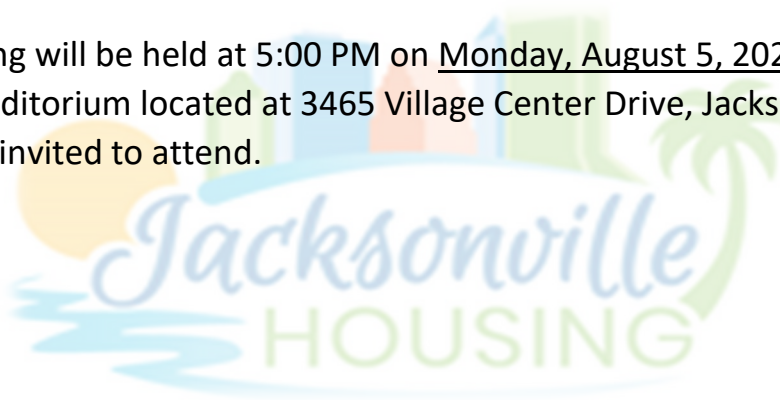 ng will be held at 5:00 PM on Monday, August 5, 202
ditorium located at 3465 Village Center Drive, Jacks
invited to attend.
Jacksonville
HOUSING